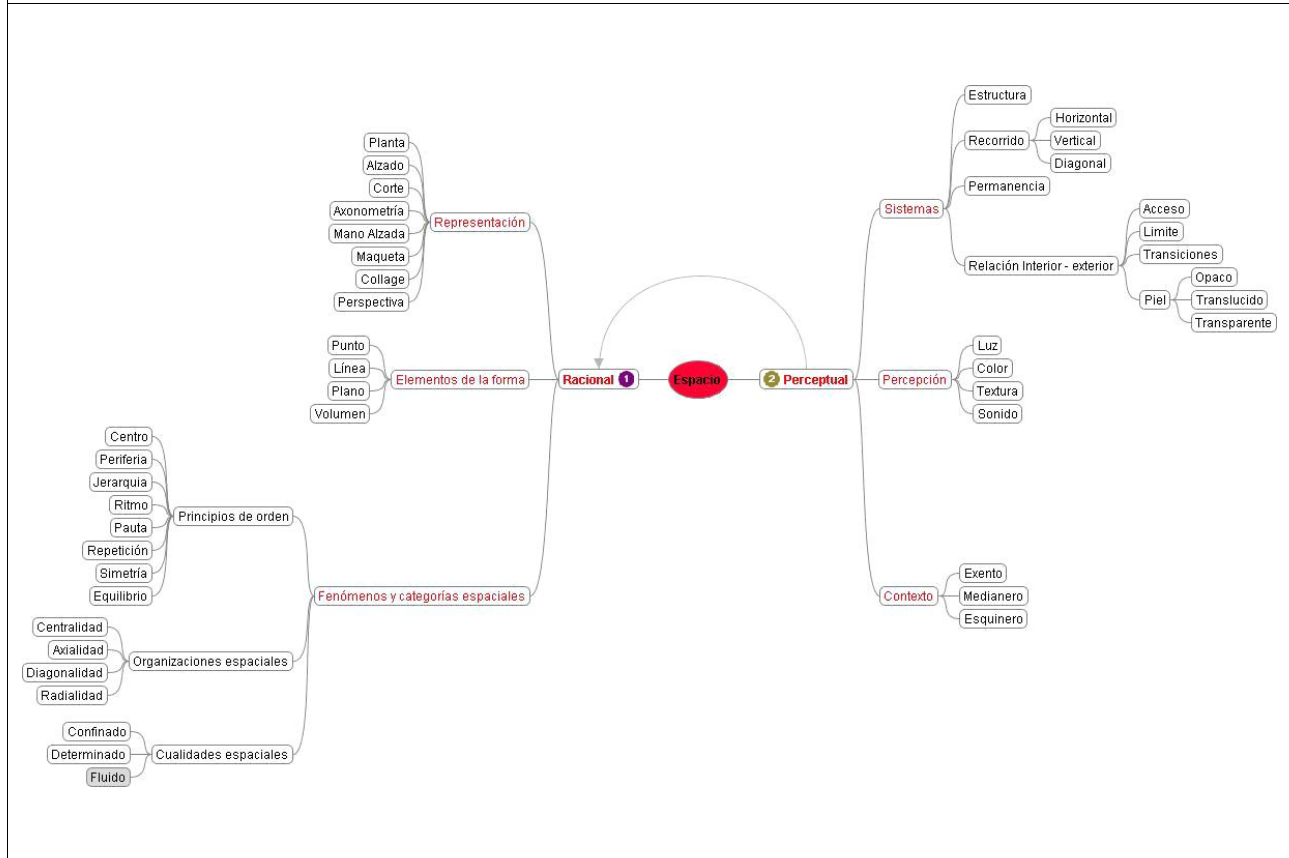 Espacio
Racional 1
Representación
Planta
Alzado
Corte
Axonometría
Mano Alzada
Maqueta
Collage
Perspectiva
Elementos de la forma
Punto
Línea
Plano
Volumen
Fenómenos y categorías espaciales
Principios de orden
Centro
Periferia
Jerarquia
Ritmo
Pauta
Repetición
Simetría
Equilibrio
Organizaciones espaciales
Centralidad
Axialidad
Diagonalidad
Radialidad
Cualidades espaciales
Confinado
Determinado
Fluido
2 Perceptual
Sistemas
Estructura
Recorrido
Horizontal
Vertical
Diagonal
Permanencia
Relación Interior - exterior
Acceso
Limite
Transiciones
Piel
Opaco
Translucido
Transparente
Percepción
Luz
Color
Textura
Sonido
Contexto
Exento
Medianero
Esquinero